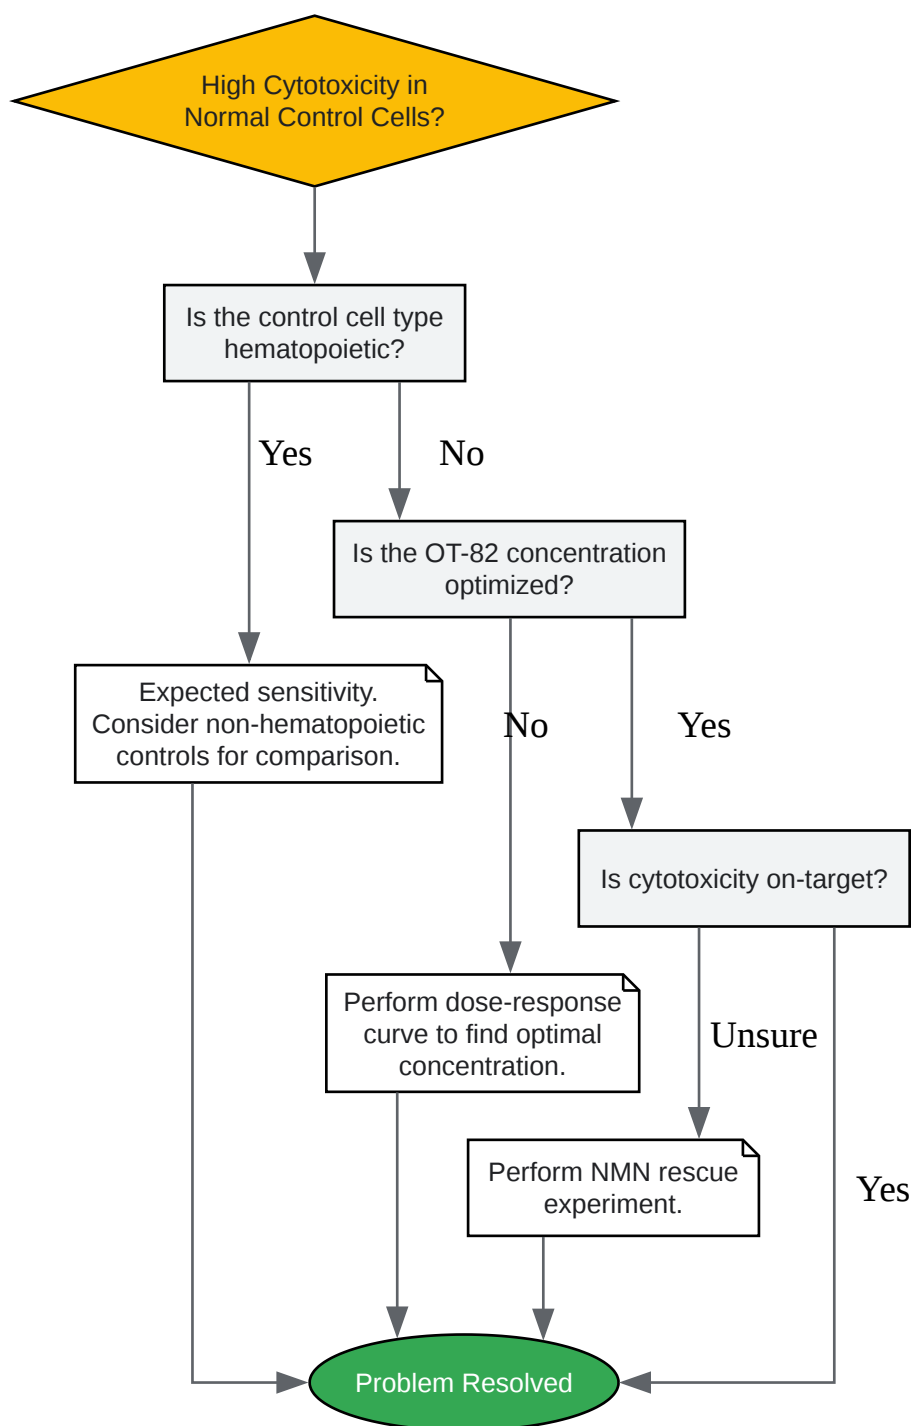 High Cytotoxicity in
Normal Control Cells?
Is the control cell type
hematopoietic?
Yes
No
Is the OT-82 concentration
optimized?
Expected sensitivity.
Consider non-hematopoietic
controls for comparison.
No
Yes
Is cytotoxicity on-target?
Perform dose-response
curve to find optimal
concentration.
Unsure
Perform NMN rescue
experiment.
Yes
Problem Resolved